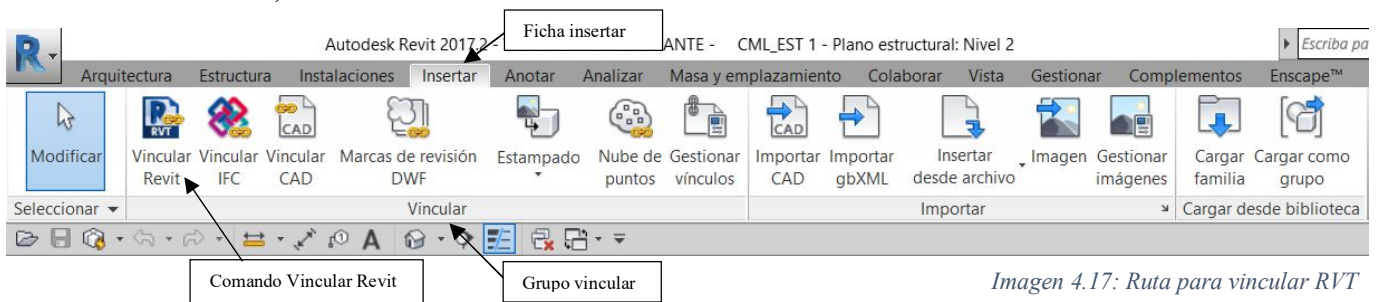 Ficha insertar
Autodesk Revit 2017.2 - ANTE - CML_EST 1 - Plano estructural: Nivel 2
Escriba pa
Arquitectura Estructura Instalaciones Insertar Anotar Analizar Masa y emplazamiento Colaborar Vista Gestionar Complementos Enscape™
RVT CAD CAD
Modificar Vincular Vincular Vincular Marcas de revisión Estampado Nube de Gestionar Importar Importar Insertar Imagen Gestionar Cargar Cargar como
Revit IFC CAD DWF puntos vínculos CAD gbXML desde archivo imágenes familia grupo
Seleccionar Vincular Importar Cargar desde biblioteca
Comando Vincular Revit
Grupo vincular
Imagen 4.17: Ruta para vincular RVT